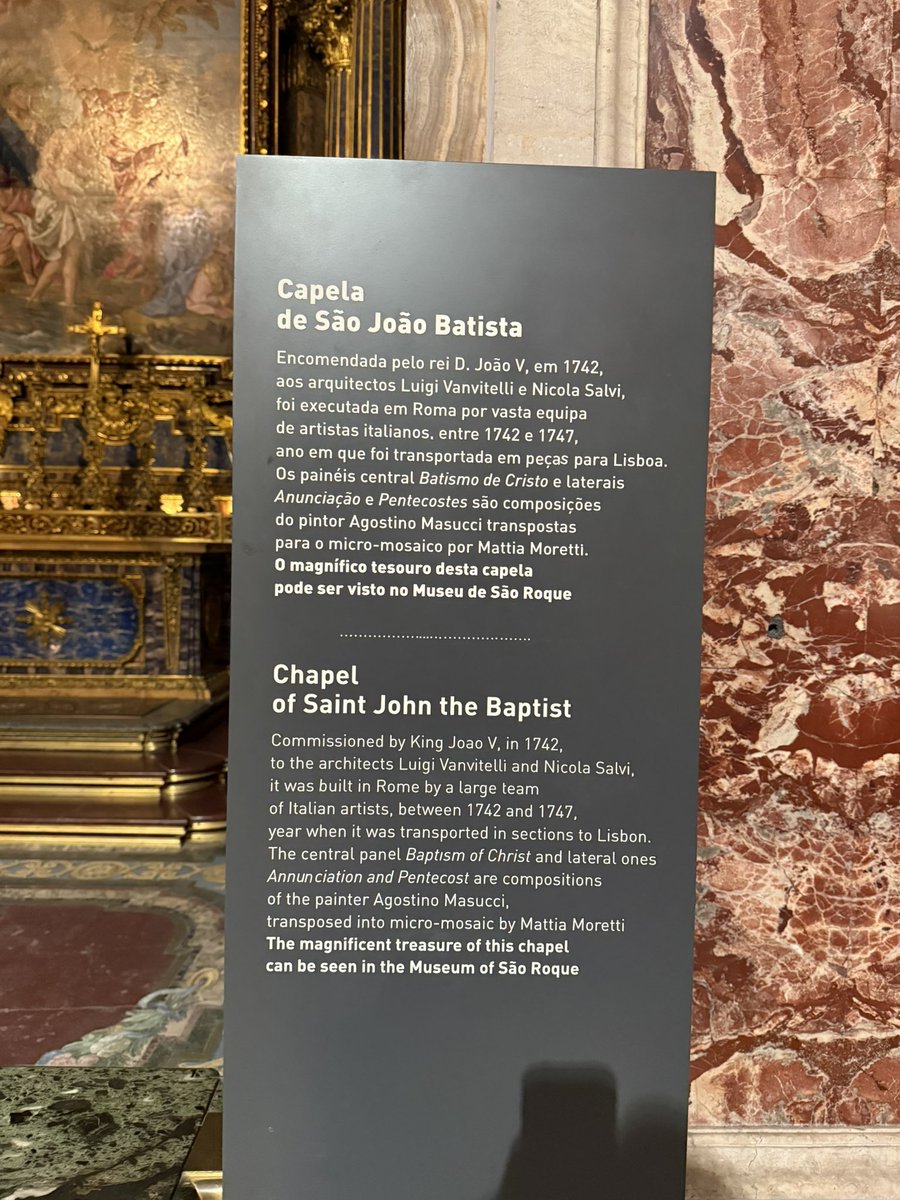 Capela
de São João Batista
Encomendada pelo rei D. João V, em 1742,
aos arquitectos Luigi Vanvitelli e Nicola Salvi,
foi executada em Roma por vasta equipa
de artistas italianos, entre 1742 e 1747,
ano em que foi transportada em peças para Lisboa.
Os painéis central Batismo de Cristo e laterais
Anunciação e Pentecostes são composições
do pintor Agostino Masucci transpostas
para o micro-mosaico por Mattia Moretti.
O magnífico tesouro desta capela
pode ser visto no Museu de São Roque
Chapel
of Saint John the Baptist
Commissioned by King Joao V, in 1742,
to the architects Luigi Vanvitelli and Nicola Salvi,
it was built in Rome by a large team
of Italian artists, between 1742 and 1747,
year when it was transported in sections to Lisbon.
The central panel Baptism of Christ and lateral ones
Annunciation and Pentecost are compositions
of the painter Agostino Masucci,
transposed into micro-mosaic by Mattia Moretti
The magnificent treasure of this chapel
can be seen in the Museum of São Roque